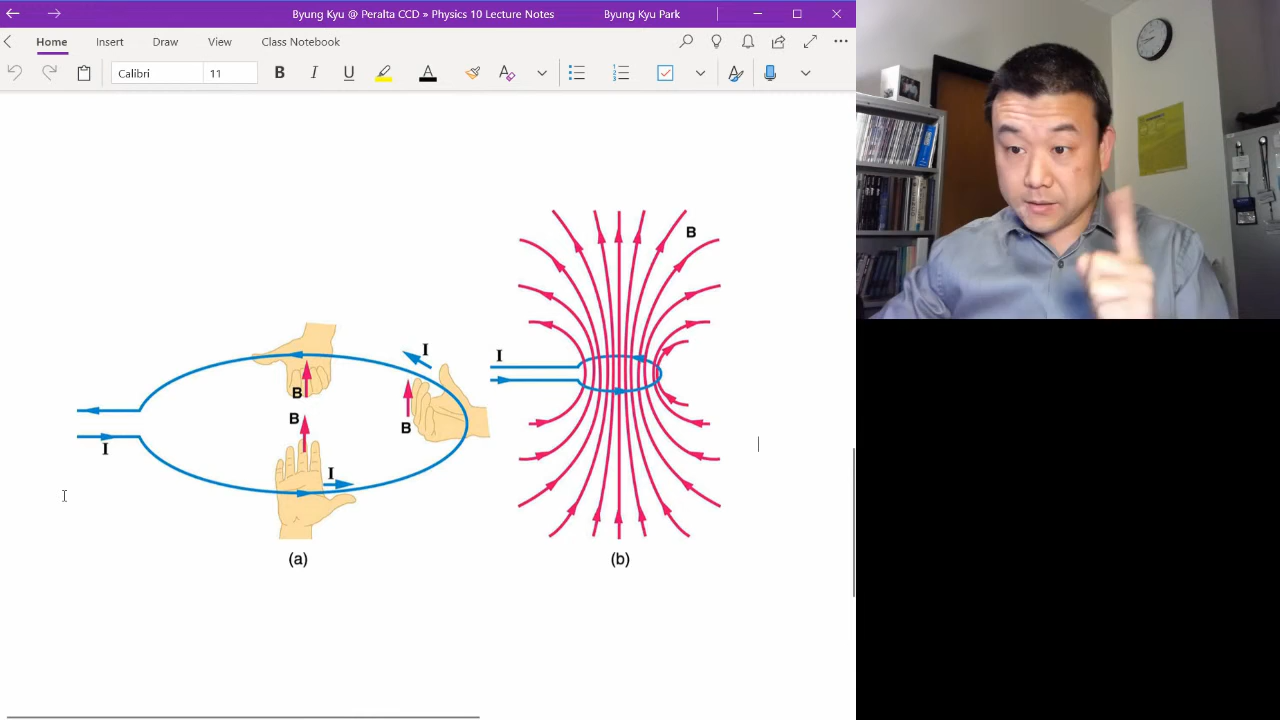 Byung Kyu @ Peralta CCD » Physics 10 Lecture Notes
Byung Kyu Park
Home
Insert
Draw
View
Class Notebook
Calibri
11
B
I
U
A
B
I
B
B
B
I
I
I
(a)
(b)